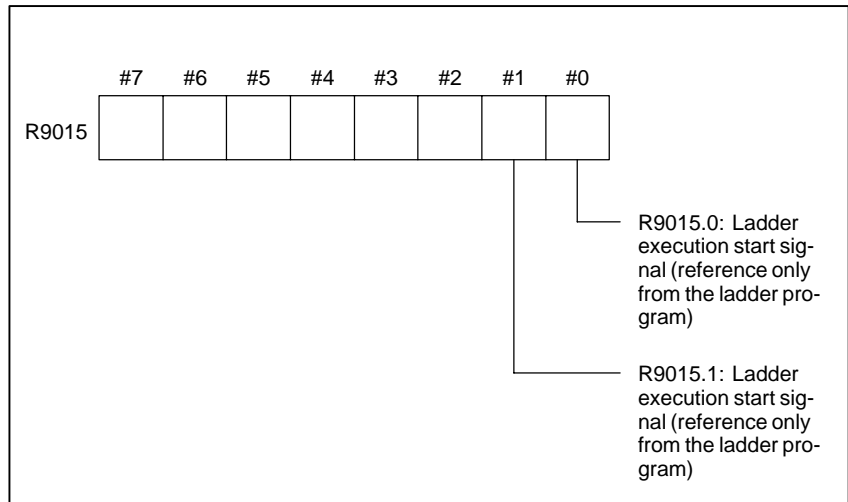 #7 #6 #5 #4 #3 #2 #1 #0
R9015
R9015.0: Ladder
execution start sig-
nal (reference only
from the ladder pro-
gram)
R9015.1: Ladder
execution start sig-
nal (reference only
from the ladder pro-
gram)